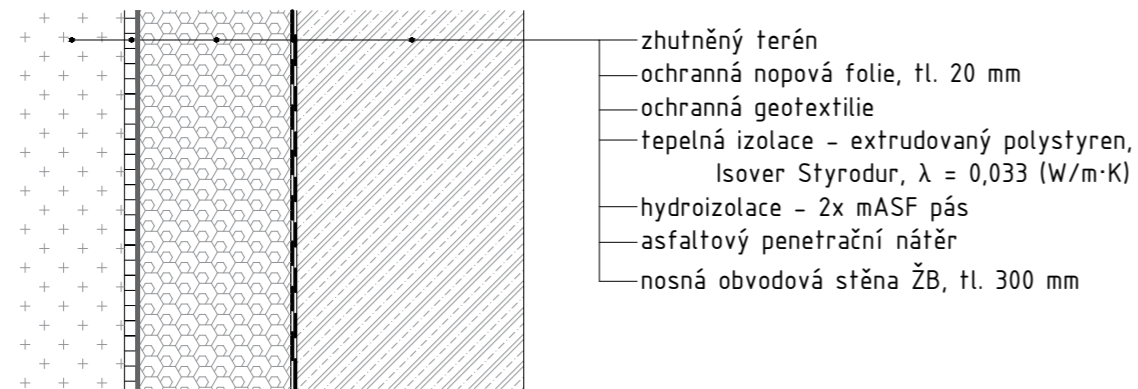 zhutněný terén
ochranná nopová folie, tl. 20 mm
ochranná geotextilie
tepelná izolace - extrudovaný polystyren,
Isover Styrodur, λ = 0,033 (W/m·K)
hydroizolace - 2x mASF pás
asfaltový penetrační nátěr
nosná obvodová stěna ŽB, tl. 300 mm